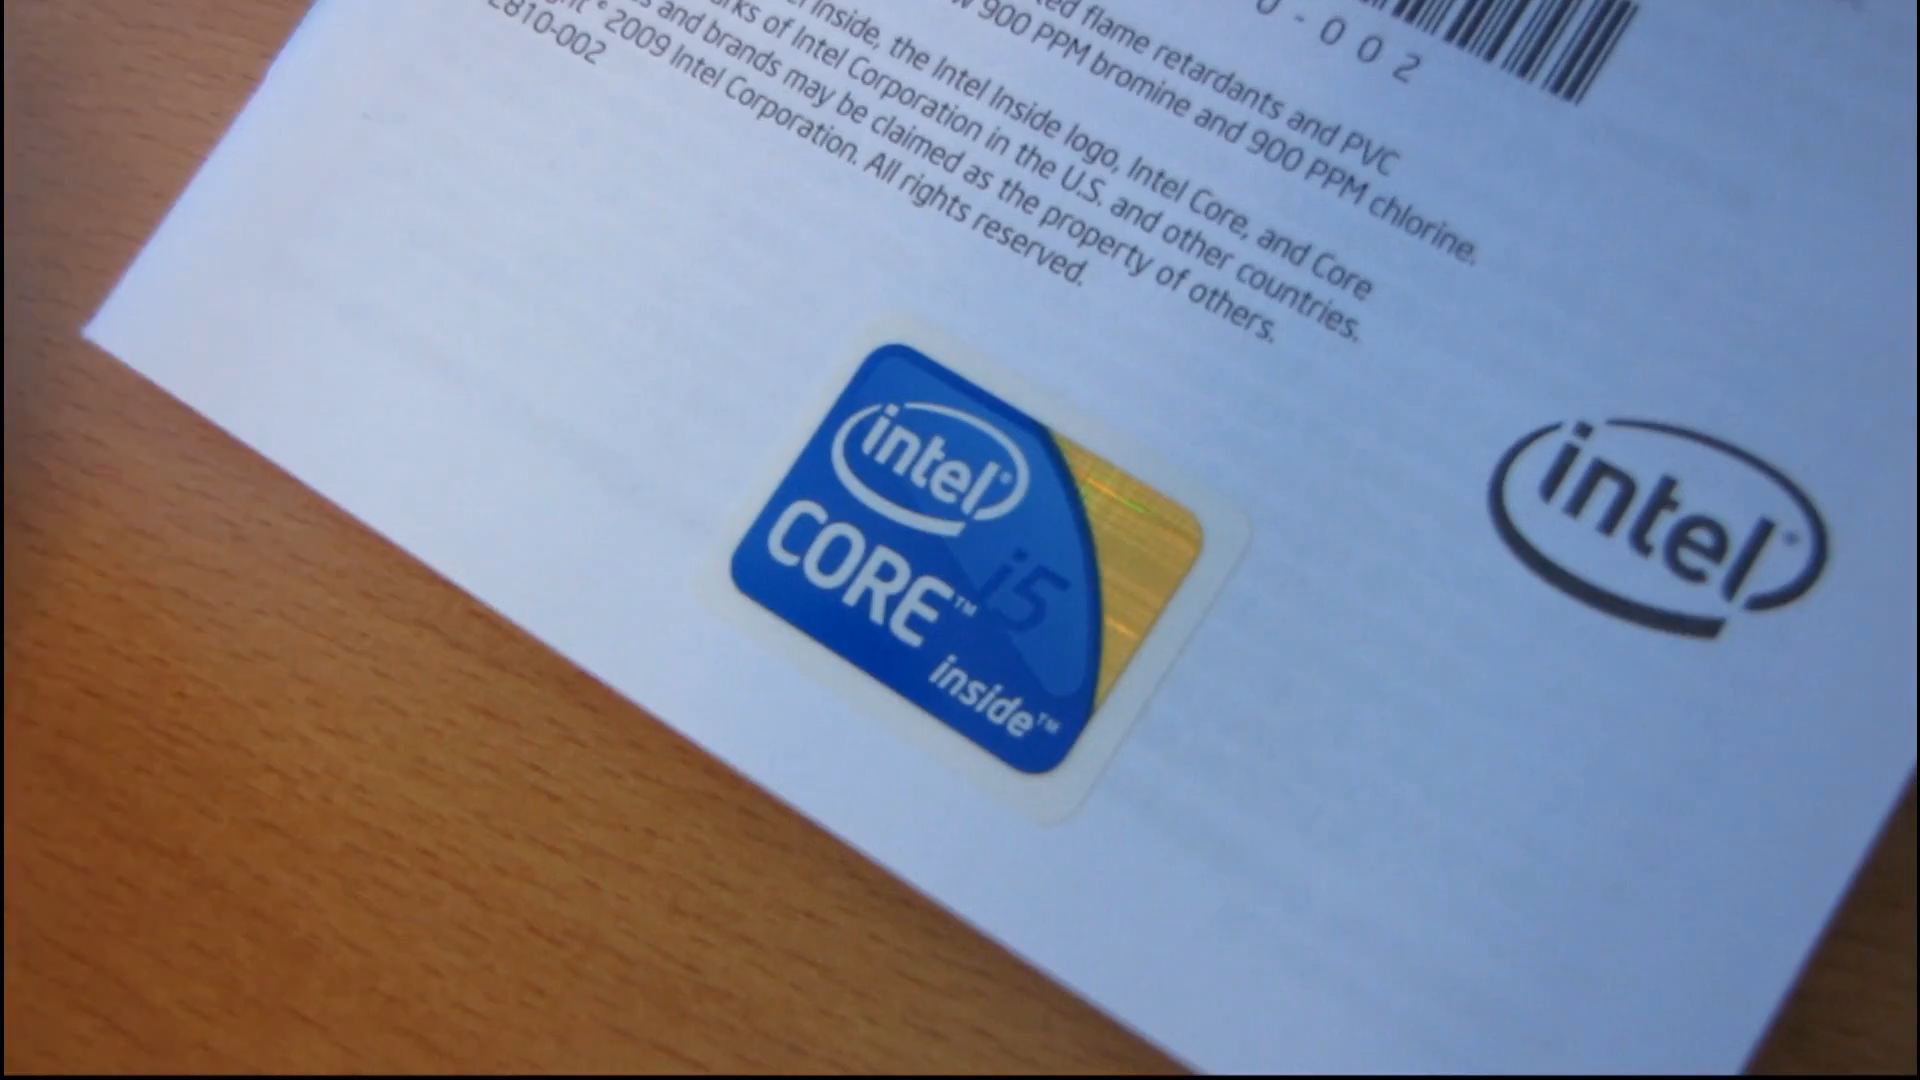 0-002
flame retardants and PVC
900 PPM bromine and 900 PPM chlorine.
inside, the Intel Inside logo, Intel Core, and Core
of Intel Corporation in the U.S. and other countries.
and brands may be claimed as the property of others.
© 2009 Intel Corporation. All rights reserved.
2810-002
intel®
CORE™ i5
inside™
intel®